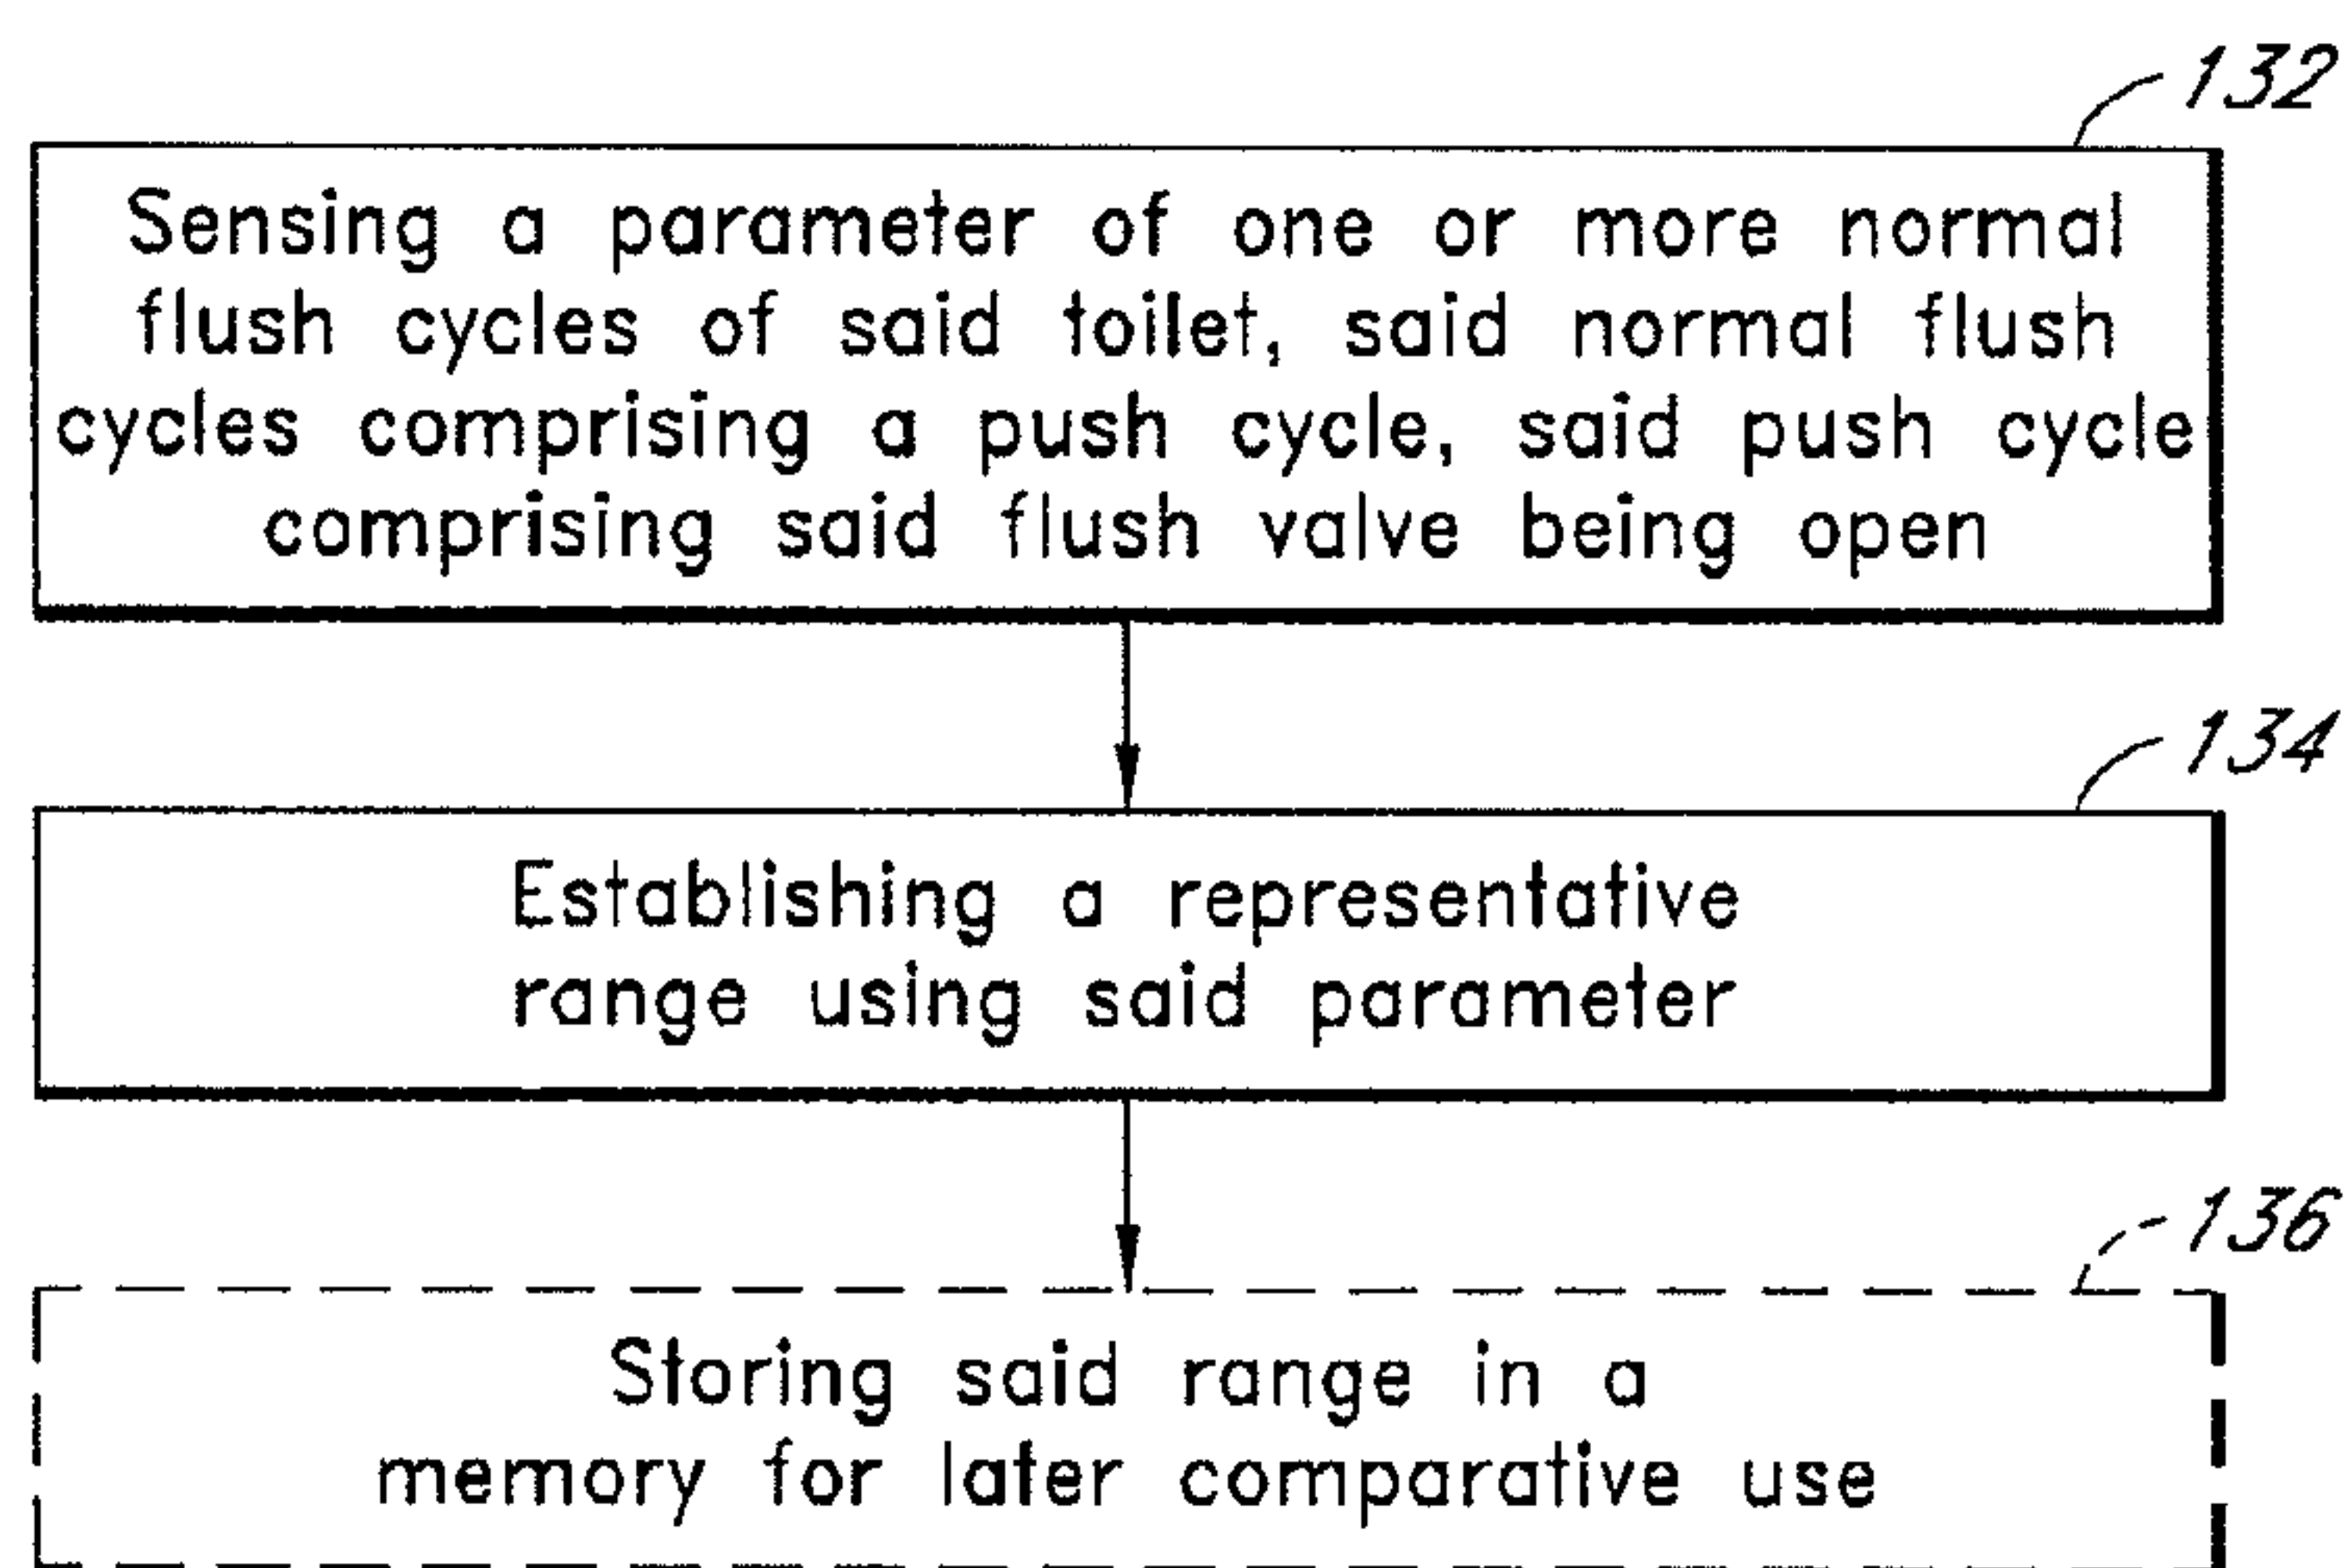 132
Sensing a parameter of one or more normal
flush cycles of said toilet, said normal flush
cycles comprising a push cycle, said push cycle
comprising said flush valve being open
134
Establishing a representative
range using said parameter
136
Storing said range in a
memory for later comparative use